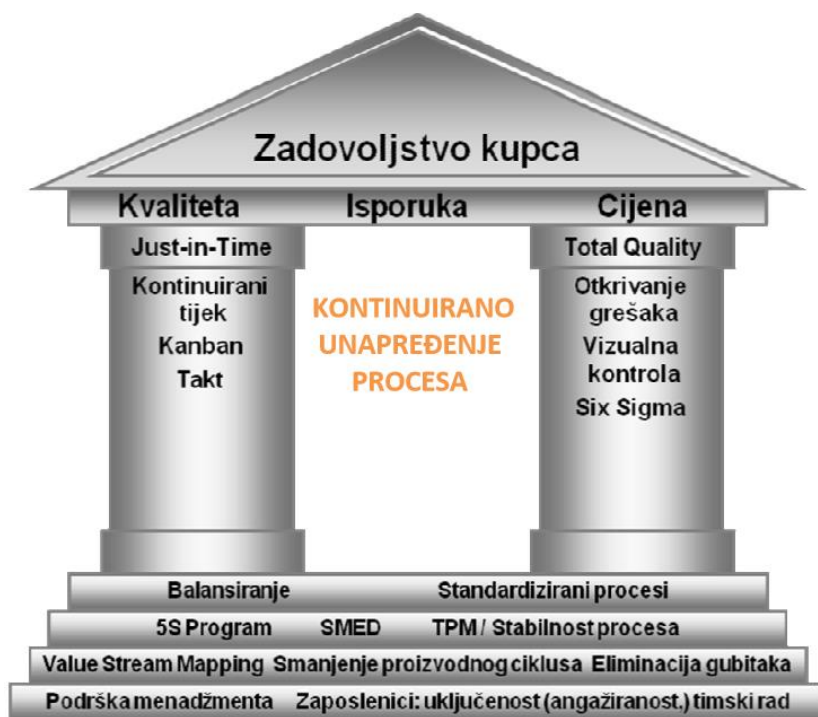 Zadovoljstvo kupca
Kvaliteta Isporuka Cijena
Just-in-Time
Kontinuirani
tijek
Kanban
Takt
KONTINUIRANO
UNAPREĐENJE
PROCESA
Total Quality
Otkrivanje
grešaka
Vizualna
kontrola
Six Sigma
Balansiranje Standardizirani procesi
5S Program SMED TPM / Stabilnost procesa
Value Stream Mapping Smanjenje proizvodnog ciklusa Eliminacija gubitaka
Podrška menadžmenta Zaposlenici: uključenost (angažiranost.) timski rad